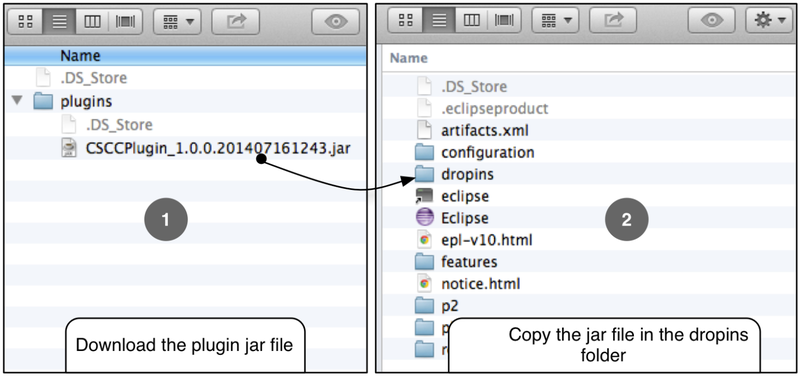 Name
.DS_Store
plugins
.DS_Store
CSCCPlugin_1.0.0.201407161243.jar
1
Download the plugin jar file
Name
.DS_Store
.eclipseproduct
artifacts.xml
configuration
dropins
eclipse
Eclipse
2
epl-v10.html
features
notice.html
p2
Copy the jar file in the dropins
folder